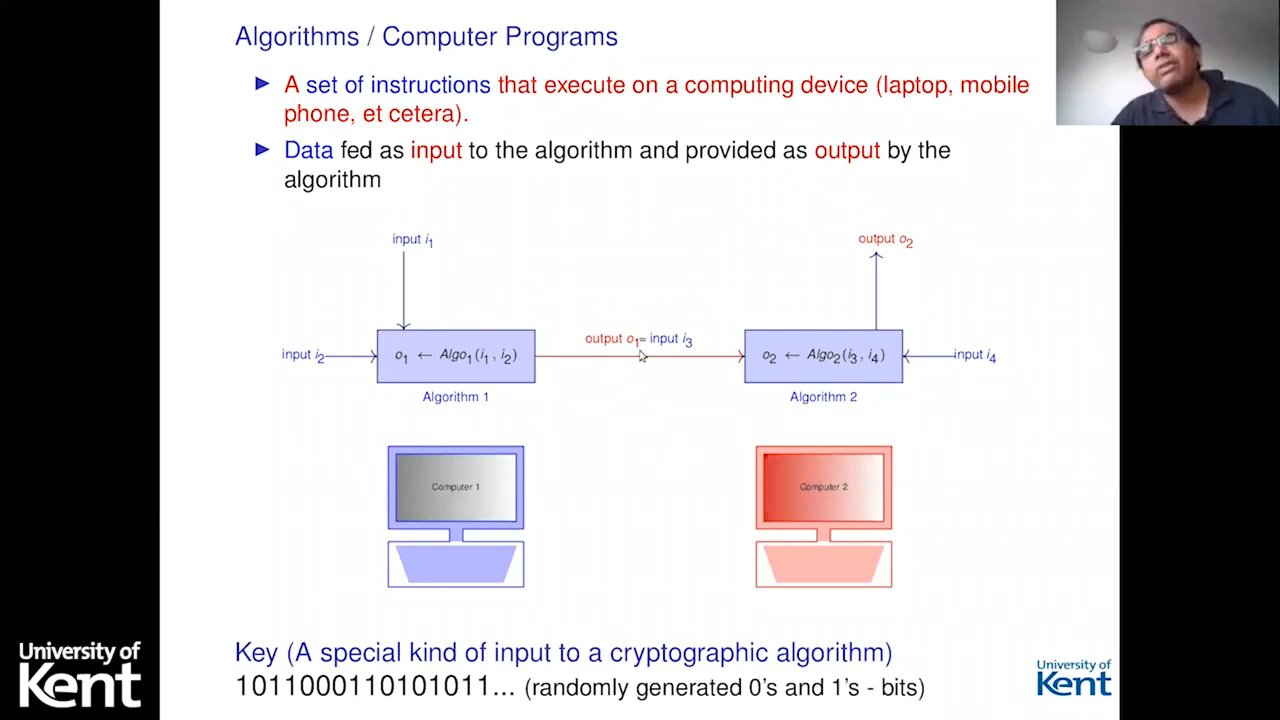 Algorithms / Computer Programs
A set of instructions that execute on a computing device (laptop, mobile
phone, et cetera).
Data fed as input to the algorithm and provided as output by the
algorithm
input i1
output o2
output o1= input i3
input i2
o1 ← Algo1(i1, i2)
o2 ← Algo2(i3, i4)
input i4
Algorithm 1
Algorithm 2
Computer 1
Computer 2
Key (A special kind of input to a cryptographic algorithm)
1011000110101011... (randomly generated 0's and 1's - bits)
University of
Kent
University of
Kent